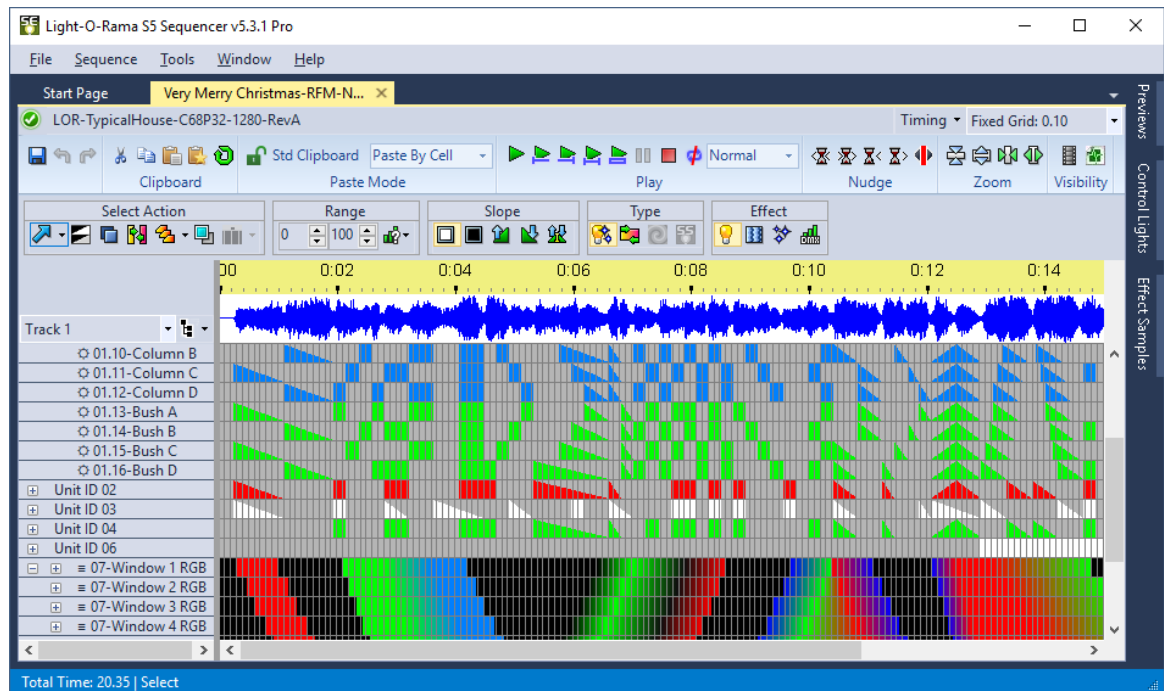 Light-O-Rama S5 Sequencer v5.3.1 Pro
File Sequence Tools Window Help
Start Page Very Merry Christmas-RFM-N...
LOR-TypicalHouse-C68P32-1280-RevA Timing Fixed Grid: 0.10
Std Clipboard Paste By Cell Normal
Clipboard Paste Mode Play Nudge Zoom Visibility
Select Action Range Slope Type Effect
0 100 dmx
00 0:02 0:04 0:06 0:08 0:10 0:12 0:14
Track 1
01.10-Column B
01.11-Column C
01.12-Column D
01.13-Bush A
01.14-Bush B
01.15-Bush C
01.16-Bush D
Unit ID 02
Unit ID 03
Unit ID 04
Unit ID 06
07-Window 1 RGB
07-Window 2 RGB
07-Window 3 RGB
07-Window 4 RGB
Total Time: 20.35 | Select
Previews
Control Lights
Effect Samples